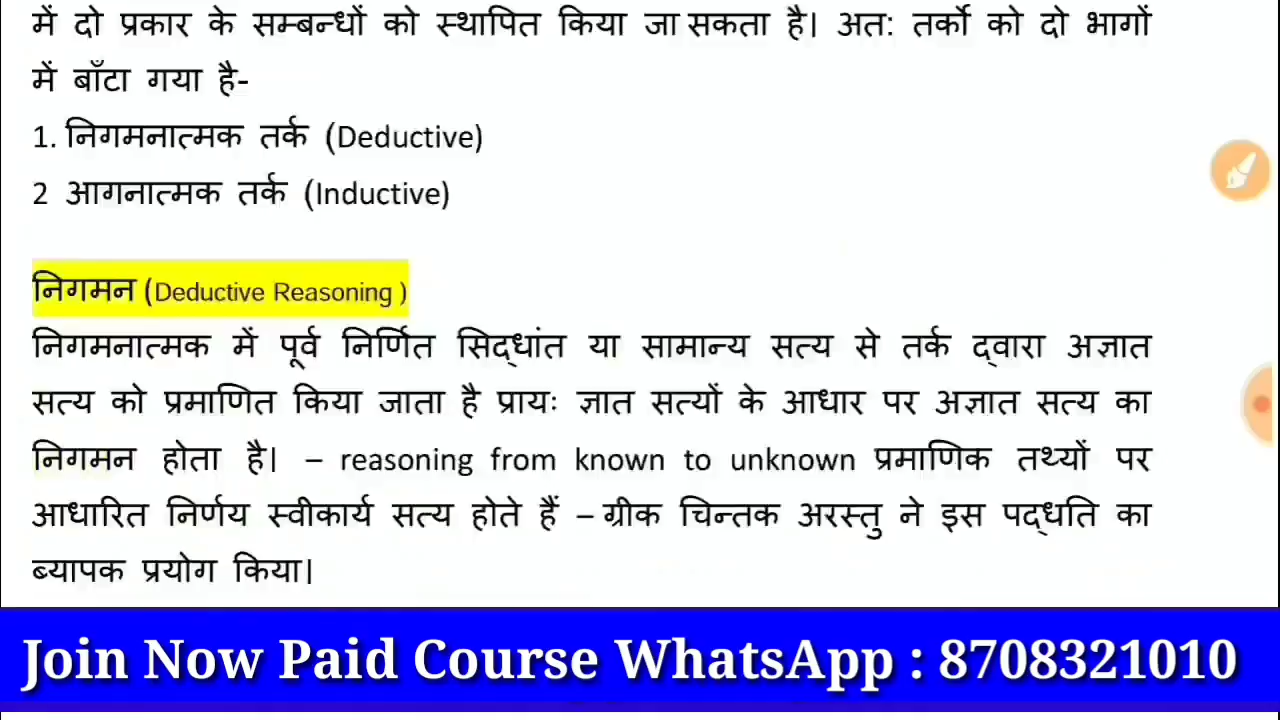 में दो प्रकार के सम्बन्धों को स्थापित किया जा सकता है। अत: तर्को को दो भागों
में बाँटा गया है-
1. निगमनात्मक तर्क (Deductive)
2 आगनात्मक तर्क (Inductive)
निगमन (Deductive Reasoning )
निगमनात्मक में पूर्व निर्णित सिद्धांत या सामान्य सत्य से तर्क द्वारा अज्ञात
सत्य को प्रमाणित किया जाता है प्रायः ज्ञात सत्यों के आधार पर अज्ञात सत्य का
निगमन होता है। – reasoning from known to unknown प्रमाणिक तथ्यों पर
आधारित निर्णय स्वीकार्य सत्य होते हैं – ग्रीक चिन्तक अरस्तु ने इस पद्धति का
ब्यापक प्रयोग किया।
Join Now Paid Course WhatsApp : 8708321010